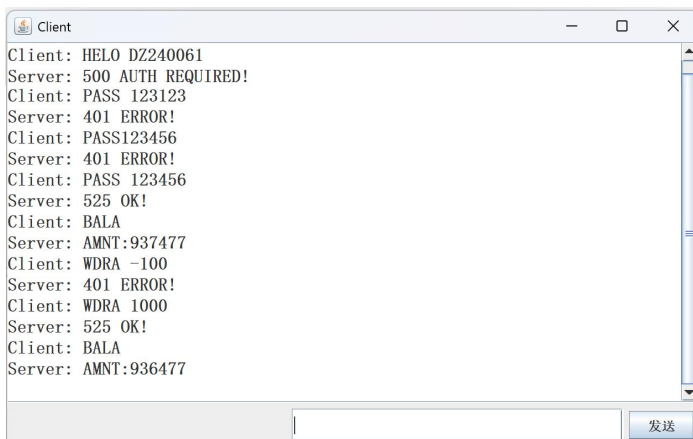 Client
Client: HELO DZ240061
Server: 500 AUTH REQUIRED!
Client: PASS 123123
Server: 401 ERROR!
Client: PASS123456
Server: 401 ERROR!
Client: PASS 123456
Server: 525 OK!
Client: BALA
Server: AMNT:937477
Client: WDRA -100
Server: 401 ERROR!
Client: WDRA 1000
Server: 525 OK!
Client: BALA
Server: AMNT:936477
发送